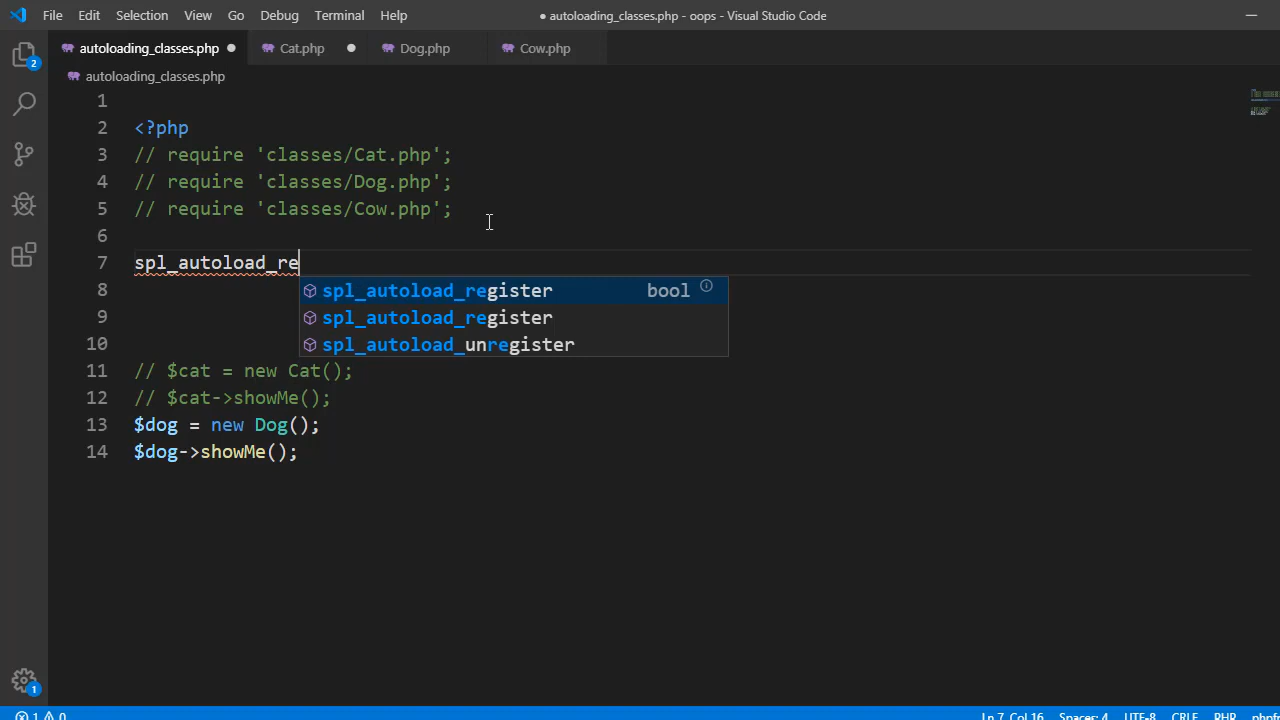 File Edit Selection View Go Debug Terminal Help
● autoloading_classes.php - oops - Visual Studio Code
autoloading_classes.php ● Cat.php ● Dog.php Cow.php
autoloading_classes.php
2
1
2 <?php
3 // require 'classes/Cat.php';
4 // require 'classes/Dog.php';
5 // require 'classes/Cow.php';
6
7 spl_autoload_re
8 spl_autoload_register bool
9 spl_autoload_register
10 spl_autoload_unregister
11 // $cat = new Cat();
12 // $cat->showMe();
13 $dog = new Dog();
14 $dog->showMe();
1
1 0 Ln 7, Col 16 Spaces: 4 UTF-8 CRLF PHP